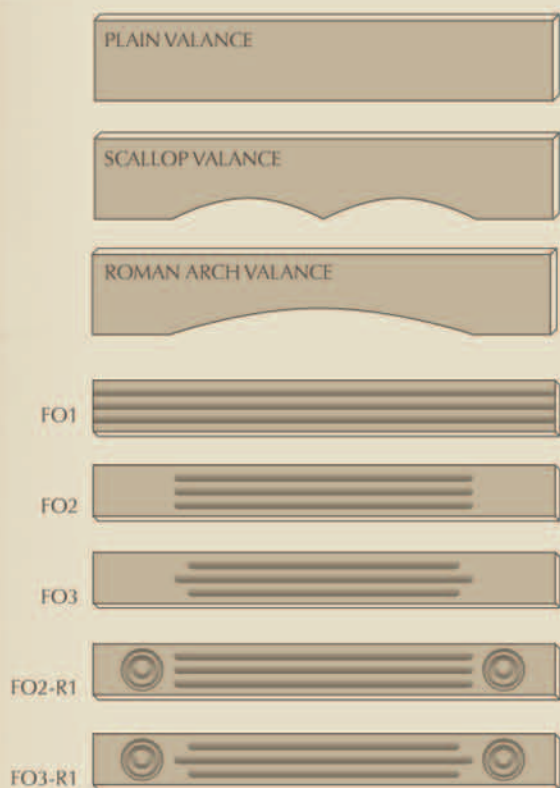 PLAIN VALANCE
SCALLOP VALANCE
ROMAN ARCH VALANCE
FO1
FO2
FO3
FO2-R1
FO3-R1